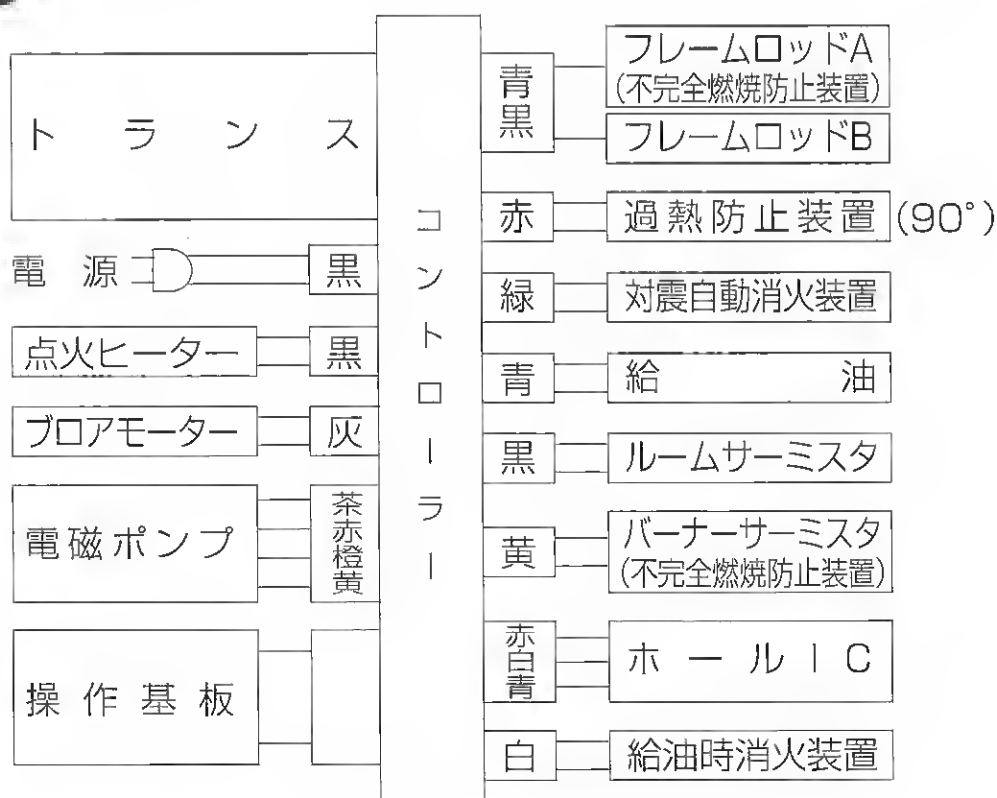 トランス
電源
黒
点火ヒーター
黒
ブロアモーター
灰
電磁ポンプ
茶
赤
橙
黄
操作基板
コントローラー
青
黒
フレームロッドA
(不完全燃焼防止装置)
フレームロッドB
赤
過熱防止装置 (90°)
緑
対震自動消火装置
青
給油
黒
ルームサーミスタ
黄
バーナーサーミスタ
(不完全燃焼防止装置)
赤
白
青
ホールIC
白
給油時消火装置